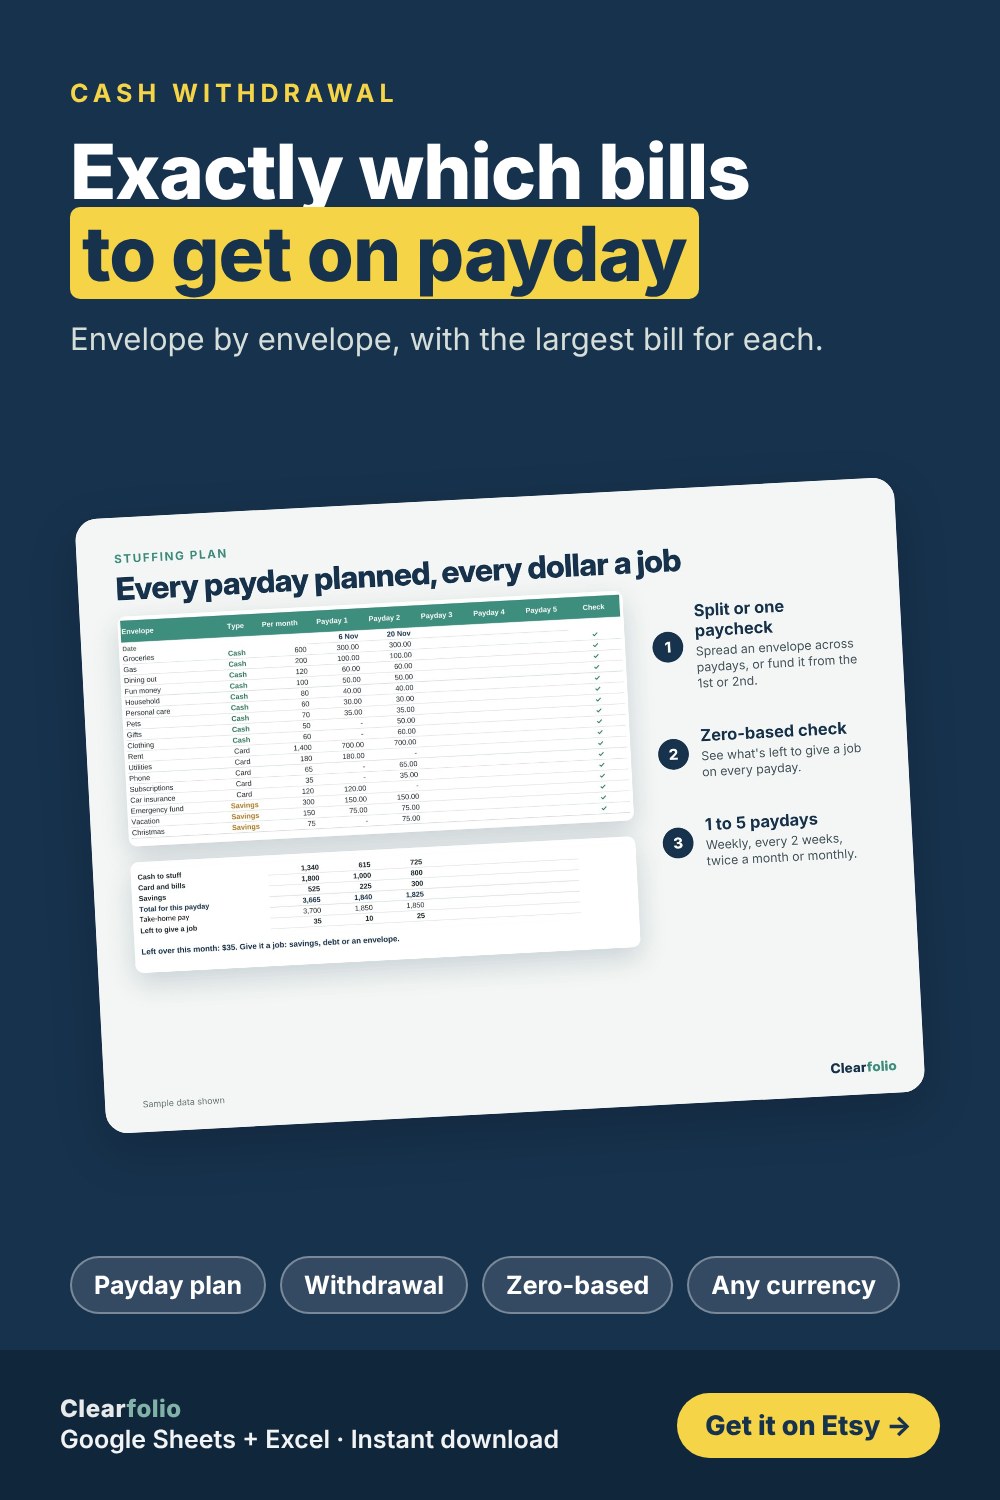 CASH WITHDRAWAL
Exactly which bills
to get on payday
Envelope by envelope, with the largest bill for each.
STUFFING PLAN
Every payday planned, every dollar a job
Envelope Type Per month Payday 1 Payday 2 Payday 3 Payday 4 Payday 5 Check
Date 6 Nov 20 Nov
Groceries Cash 600 300.00 300.00 ✓
Gas Cash 200 100.00 100.00 ✓
Dining out Cash 120 60.00 60.00 ✓
Fun money Cash 100 50.00 50.00 ✓
Household Cash 80 40.00 40.00 ✓
Personal care Cash 60 30.00 30.00 ✓
Pets Cash 70 35.00 35.00 ✓
Gifts Cash 50 - 50.00 ✓
Clothing Cash 60 - 60.00 ✓
Rent Card 1,400 700.00 700.00 ✓
Utilities Card 180 180.00 - ✓
Phone Card 65 - 65.00 ✓
Subscriptions Card 35 - 35.00 ✓
Car insurance Card 120 120.00 - ✓
Emergency fund Savings 300 150.00 150.00 ✓
Vacation Savings 150 75.00 75.00 ✓
Christmas Savings 75 - 75.00 ✓
Cash to stuff 1,340 615 725
Card and bills 1,800 1,000 800
Savings 525 225 300
Total for this payday 3,665 1,840 1,825
Take-home pay 3,700 1,850 1,850
Left to give a job 35 10 25
Left over this month: $35. Give it a job: savings, debt or an envelope.
1
Split or one
paycheck
Spread an envelope across
paydays, or fund it from the
1st or 2nd.
2
Zero-based check
See what's left to give a job
on every payday.
3
1 to 5 paydays
Weekly, every 2 weeks,
twice a month or monthly.
Clearfolio
Sample data shown
Payday plan
Withdrawal
Zero-based
Any currency
Clearfolio
Google Sheets + Excel · Instant download
Get it on Etsy →